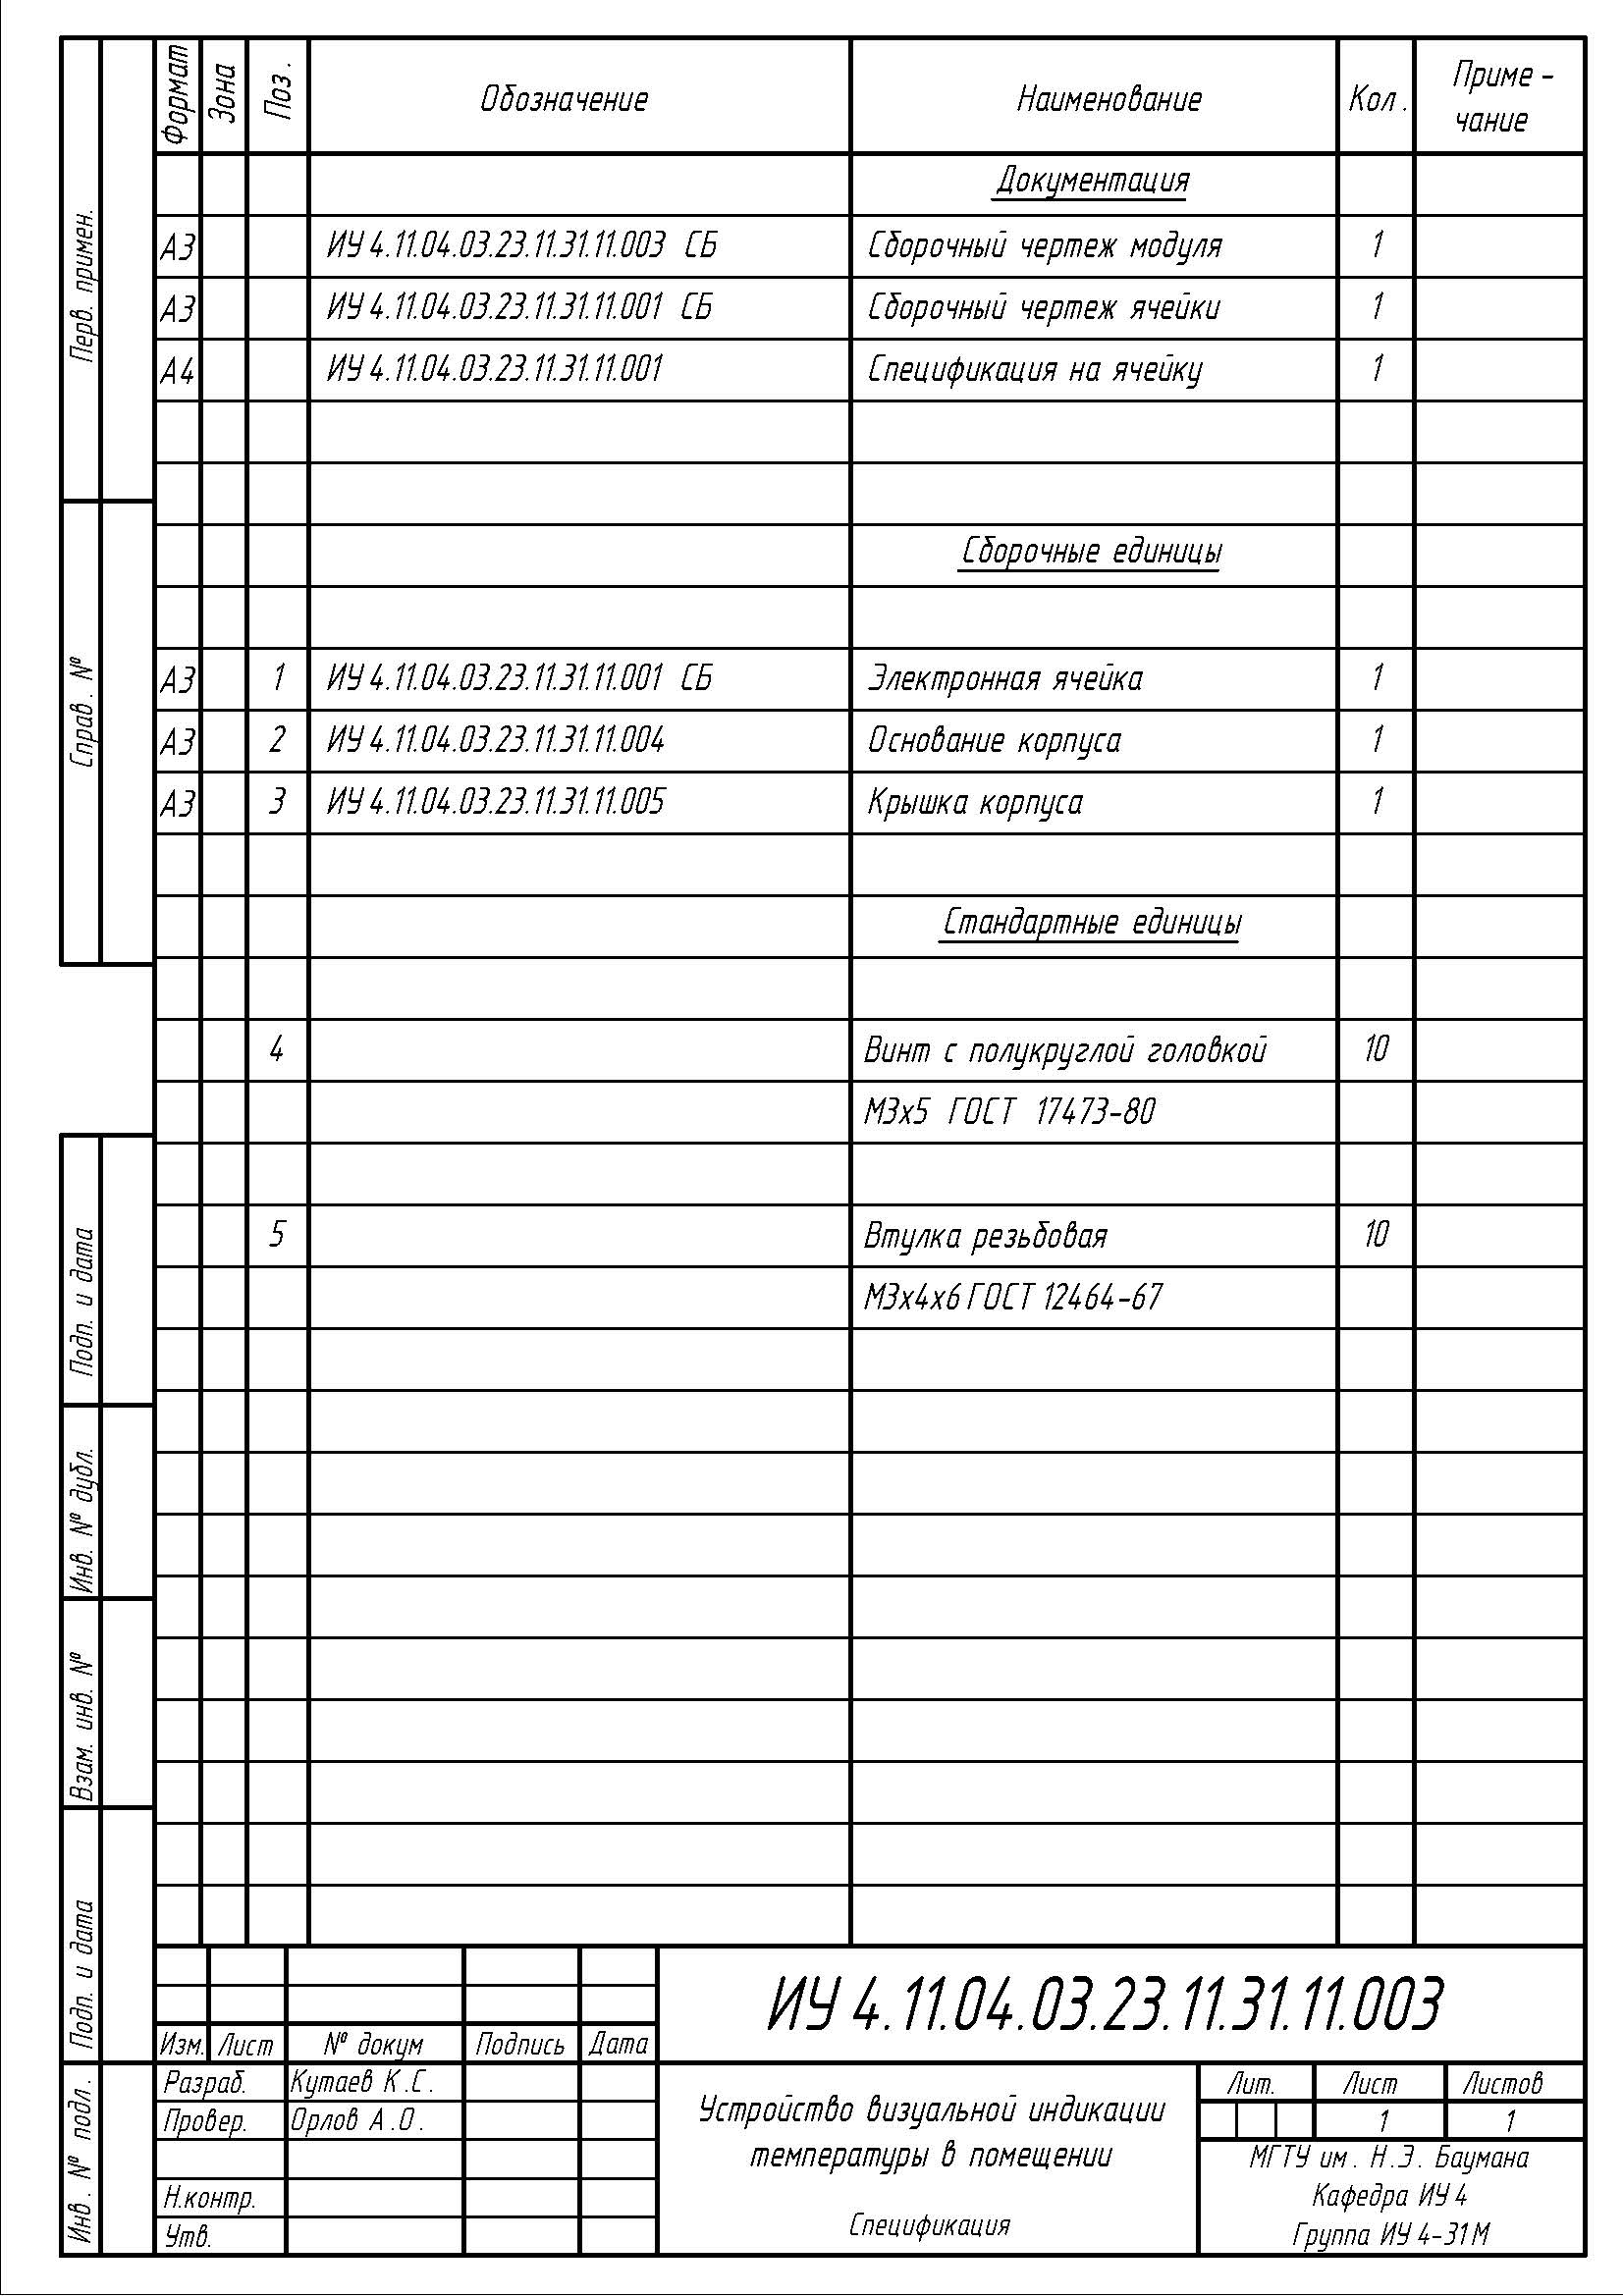 Формат Зона Поз. Обозначение Наименование Кол. Приме-
чание
Документация
А3 ИУ 4.11.04.03.23.11.31.11.003 СБ Сборочный чертеж модуля 1
А3 ИУ 4.11.04.03.23.11.31.11.001 СБ Сборочный чертеж ячейки 1
А4 ИУ 4.11.04.03.23.11.31.11.001 Спецификация на ячейку 1
Сборочные единицы
А3 1 ИУ 4.11.04.03.23.11.31.11.001 СБ Электронная ячейка 1
А3 2 ИУ 4.11.04.03.23.11.31.11.004 Основание корпуса 1
А3 3 ИУ 4.11.04.03.23.11.31.11.005 Крышка корпуса 1
Стандартные единицы
4 Винт с полукруглой головкой 10
М3х5 ГОСТ 17473-80
5 Втулка резьбовая 10
М3х4х6 ГОСТ 12464-67
Перв. примен.
Справ. №
Подп. и дата
Инв. № дубл.
Взам. инв. №
Подп. и дата
Инв. № подл.
ИУ 4.11.04.03.23.11.31.11.003
Изм. Лист № докум Подпись Дата
Разраб. Кутаев К.С.
Провер. Орлов А.О.
Н.контр.
Утв.
Устройство визуальной индикации
температуры в помещении
Спецификация
Лит. Лист Листов
1 1
МГТУ им. Н.Э. Баумана
Кафедра ИУ 4
Группа ИУ 4-31М